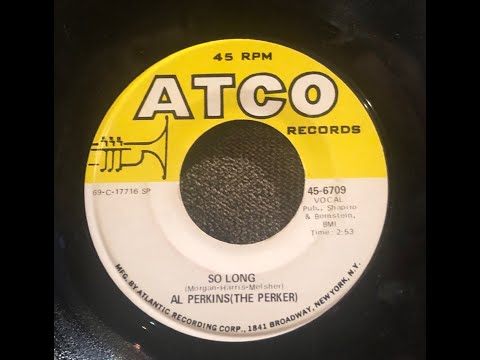 45 RPM
ATCO
RECORDS
69-C-17716 SP
45-6709
VOCAL
Pub., Shapiro
& Bernstein,
BMI
Time: 2:53
SO LONG
(Morgan-Harris-Melsher)
AL PERKINS(THE PERKER)
MFG. BY ATLANTIC RECORDING CORP., 1841 BROADWAY, NEW YORK, N.Y.